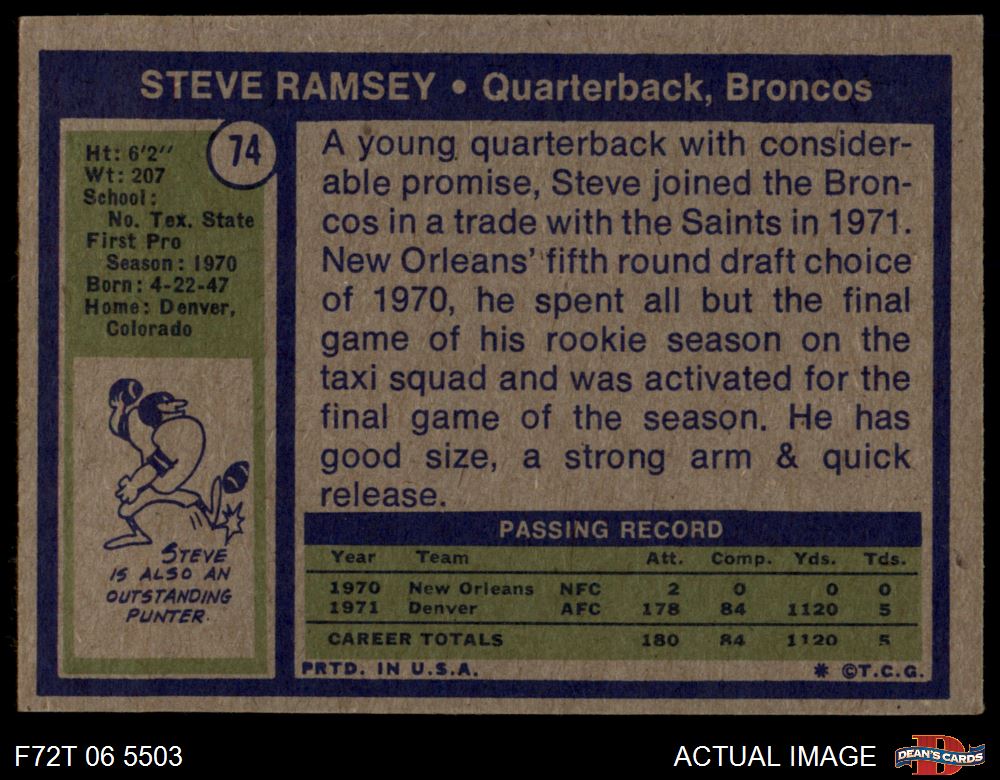 STEVE RAMSEY • Quarterback, Broncos
74
Ht: 6'2''
Wt: 207
School:
No. Tex. State
First Pro
Season: 1970
Born: 4-22-47
Home: Denver,
Colorado
STEVE
IS ALSO AN
OUTSTANDING
PUNTER.
A young quarterback with consider-
able promise, Steve joined the Bron-
cos in a trade with the Saints in 1971.
New Orleans' fifth round draft choice
of 1970, he spent all but the final
game of his rookie season on the
taxi squad and was activated for the
final game of the season. He has
good size, a strong arm & quick
release.
PASSING RECORD
Year Team Att. Comp. Yds. Tds.
1970 New Orleans NFC 2 0 0 0
1971 Denver AFC 178 84 1120 5
CAREER TOTALS 180 84 1120 5
PRTD. IN U.S.A. * ©T.C.G.
F72T 06 5503 ACTUAL IMAGE
D
DEAN'S CARDS